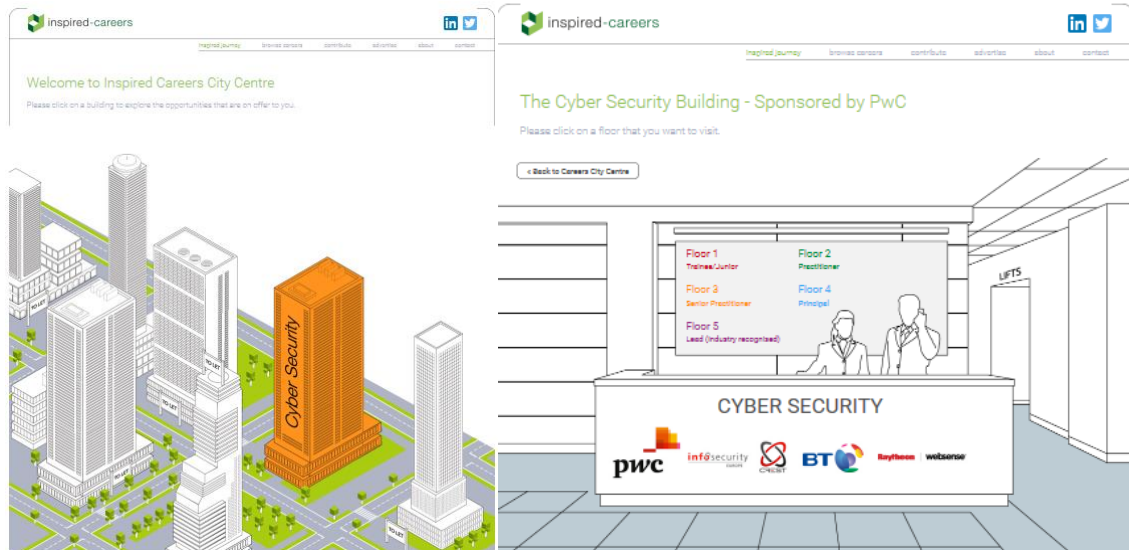 inspired-careers
in
inspired journey browse careers contribute advertise about contact
Welcome to Inspired Careers City Centre
Please click on a building to explore the opportunities that are on offer to you.
TO LET
TO LET
TO LET
TO LET
TO LET
Cyber Security
inspired-careers
in
inspired journey browse careers contribute advertise about contact
The Cyber Security Building - Sponsored by PwC
Please click on a floor that you want to visit.
< Back to Careers City Centre
Floor 1 Floor 2
Trainee/Junior Practitioner
Floor 3 Floor 4
Senior Practitioner Principal
Floor 5
Lead (Industry recognised)
LIFTS
CYBER SECURITY
pwc infosecurity EUROPE CREST BT Raytheon | websense